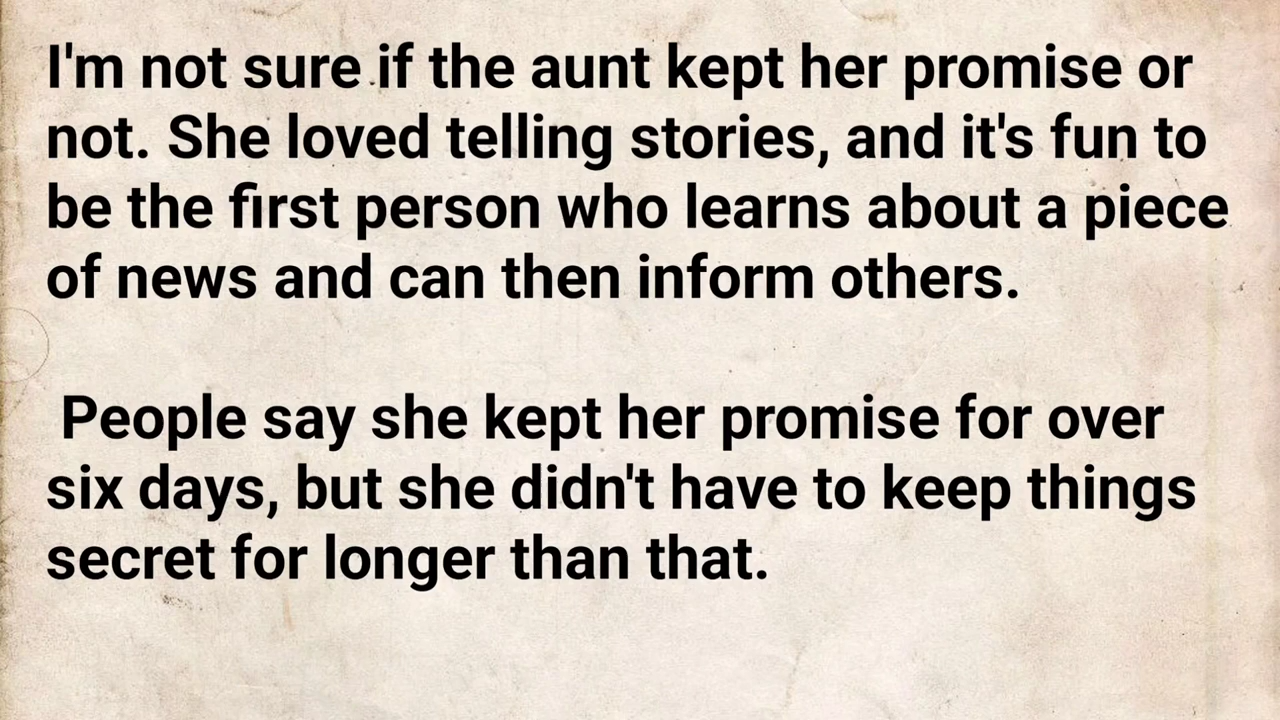 I'm not sure if the aunt kept her promise or
not. She loved telling stories, and it's fun to
be the first person who learns about a piece
of news and can then inform others.
People say she kept her promise for over
six days, but she didn't have to keep things
secret for longer than that.